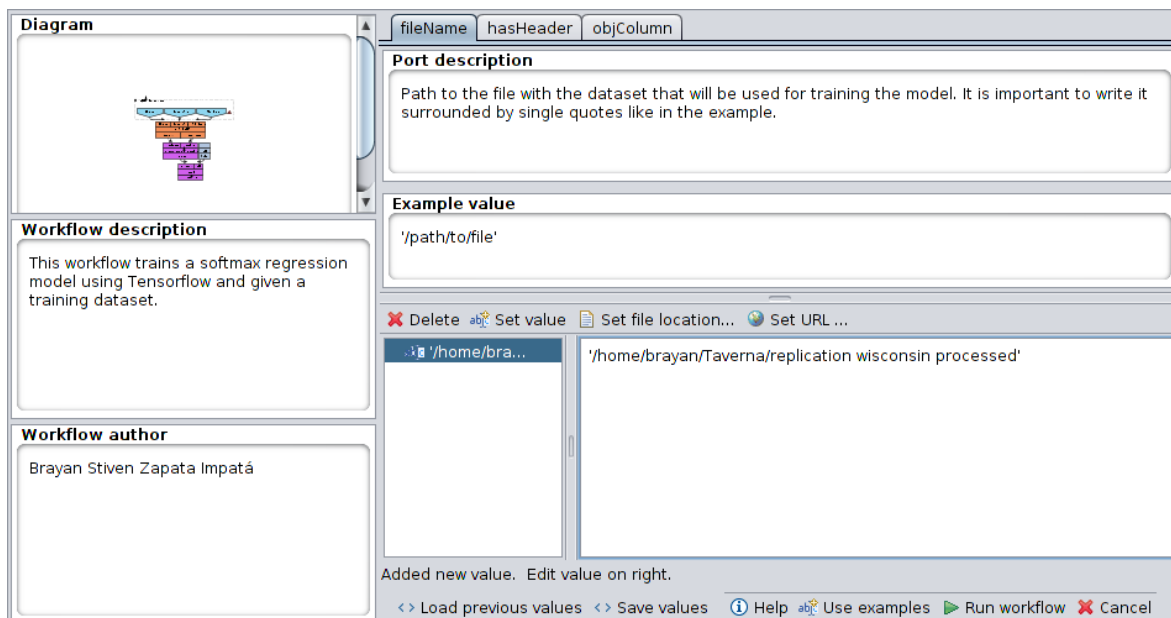 Diagram
Workflow description
This workflow trains a softmax regression
model using Tensorflow and given a
training dataset.
Workflow author
Brayan Stiven Zapata Impatá
fileName hasHeader objColumn
Port description
Path to the file with the dataset that will be used for training the model. It is important to write it
surrounded by single quotes like in the example.
Example value
'/path/to/file'
Delete Set value Set file location... Set URL ...
'/home/bra...
'/home/brayan/Taverna/replication wisconsin processed'
Added new value. Edit value on right.
Load previous values Save values Help Use examples Run workflow Cancel